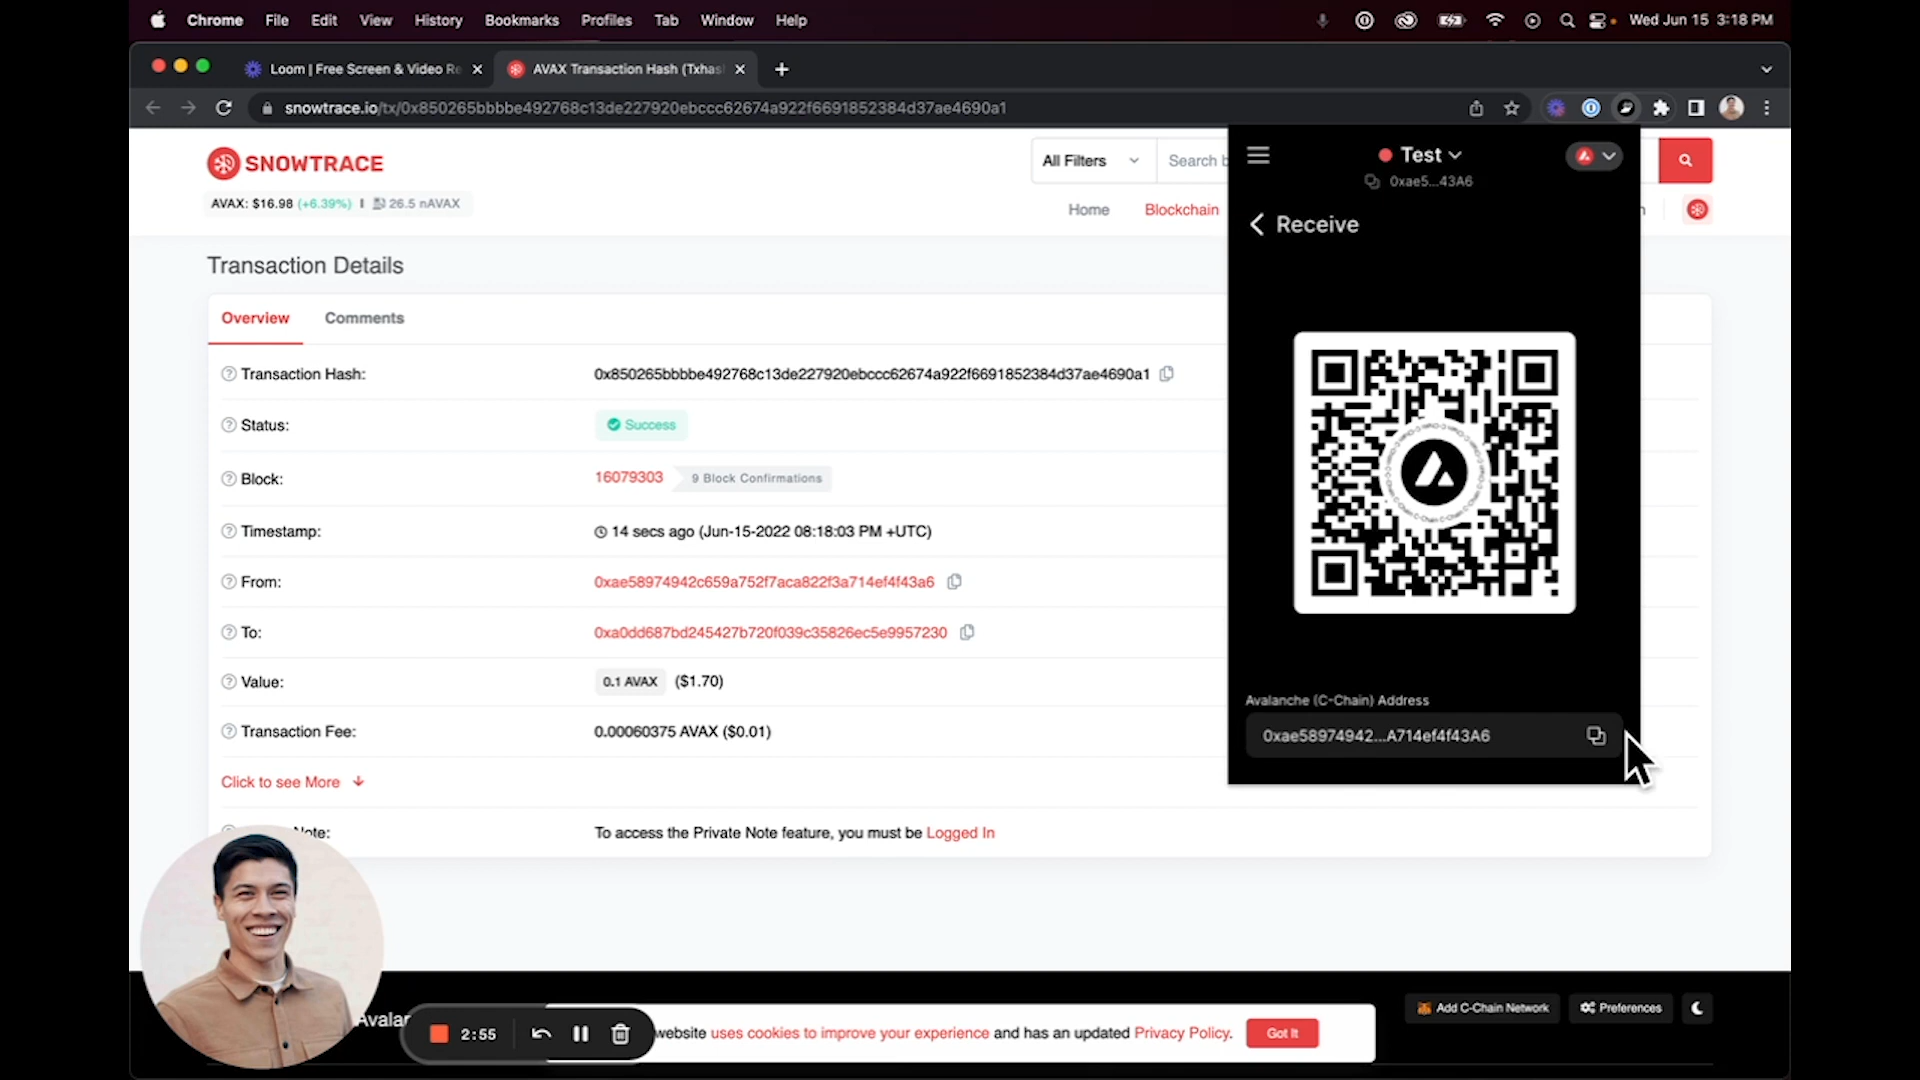 Chrome File Edit View History Bookmarks Profiles Tab Window Help Wed Jun 15 3:18 PM
Loom | Free Screen & Video Re AVAX Transaction Hash (Txhas
snowtrace.io/tx/0x850265bbbbe492768c13de227920ebccc62674a922f6691852384d37ae4690a1
SNOWTRACE
All Filters Search b
AVAX: $16.98 (+6.39%) | 26.5 nAVAX
Home Blockchain
Transaction Details
Overview Comments
Transaction Hash: 0x850265bbbbe492768c13de227920ebccc62674a922f6691852384d37ae4690a1
Status: Success
Block: 16079303 9 Block Confirmations
Timestamp: 14 secs ago (Jun-15-2022 08:18:03 PM +UTC)
From: 0xae58974942c659a752f7aca822f3a714ef4f43a6
To: 0xa0dd687bd245427b720f039c35826ec5e9957230
Value: 0.1 AVAX ($1.70)
Transaction Fee: 0.00060375 AVAX ($0.01)
Click to see More
Note: To access the Private Note feature, you must be Logged In
Test
0xae5...43A6
Receive
C-Chain C-Chain
Avalanche (C-Chain) Address
0xae58974942...A714ef4f43A6
Avalan
2:55
website uses cookies to improve your experience and has an updated Privacy Policy. Got It
Add C-Chain Network Preferences